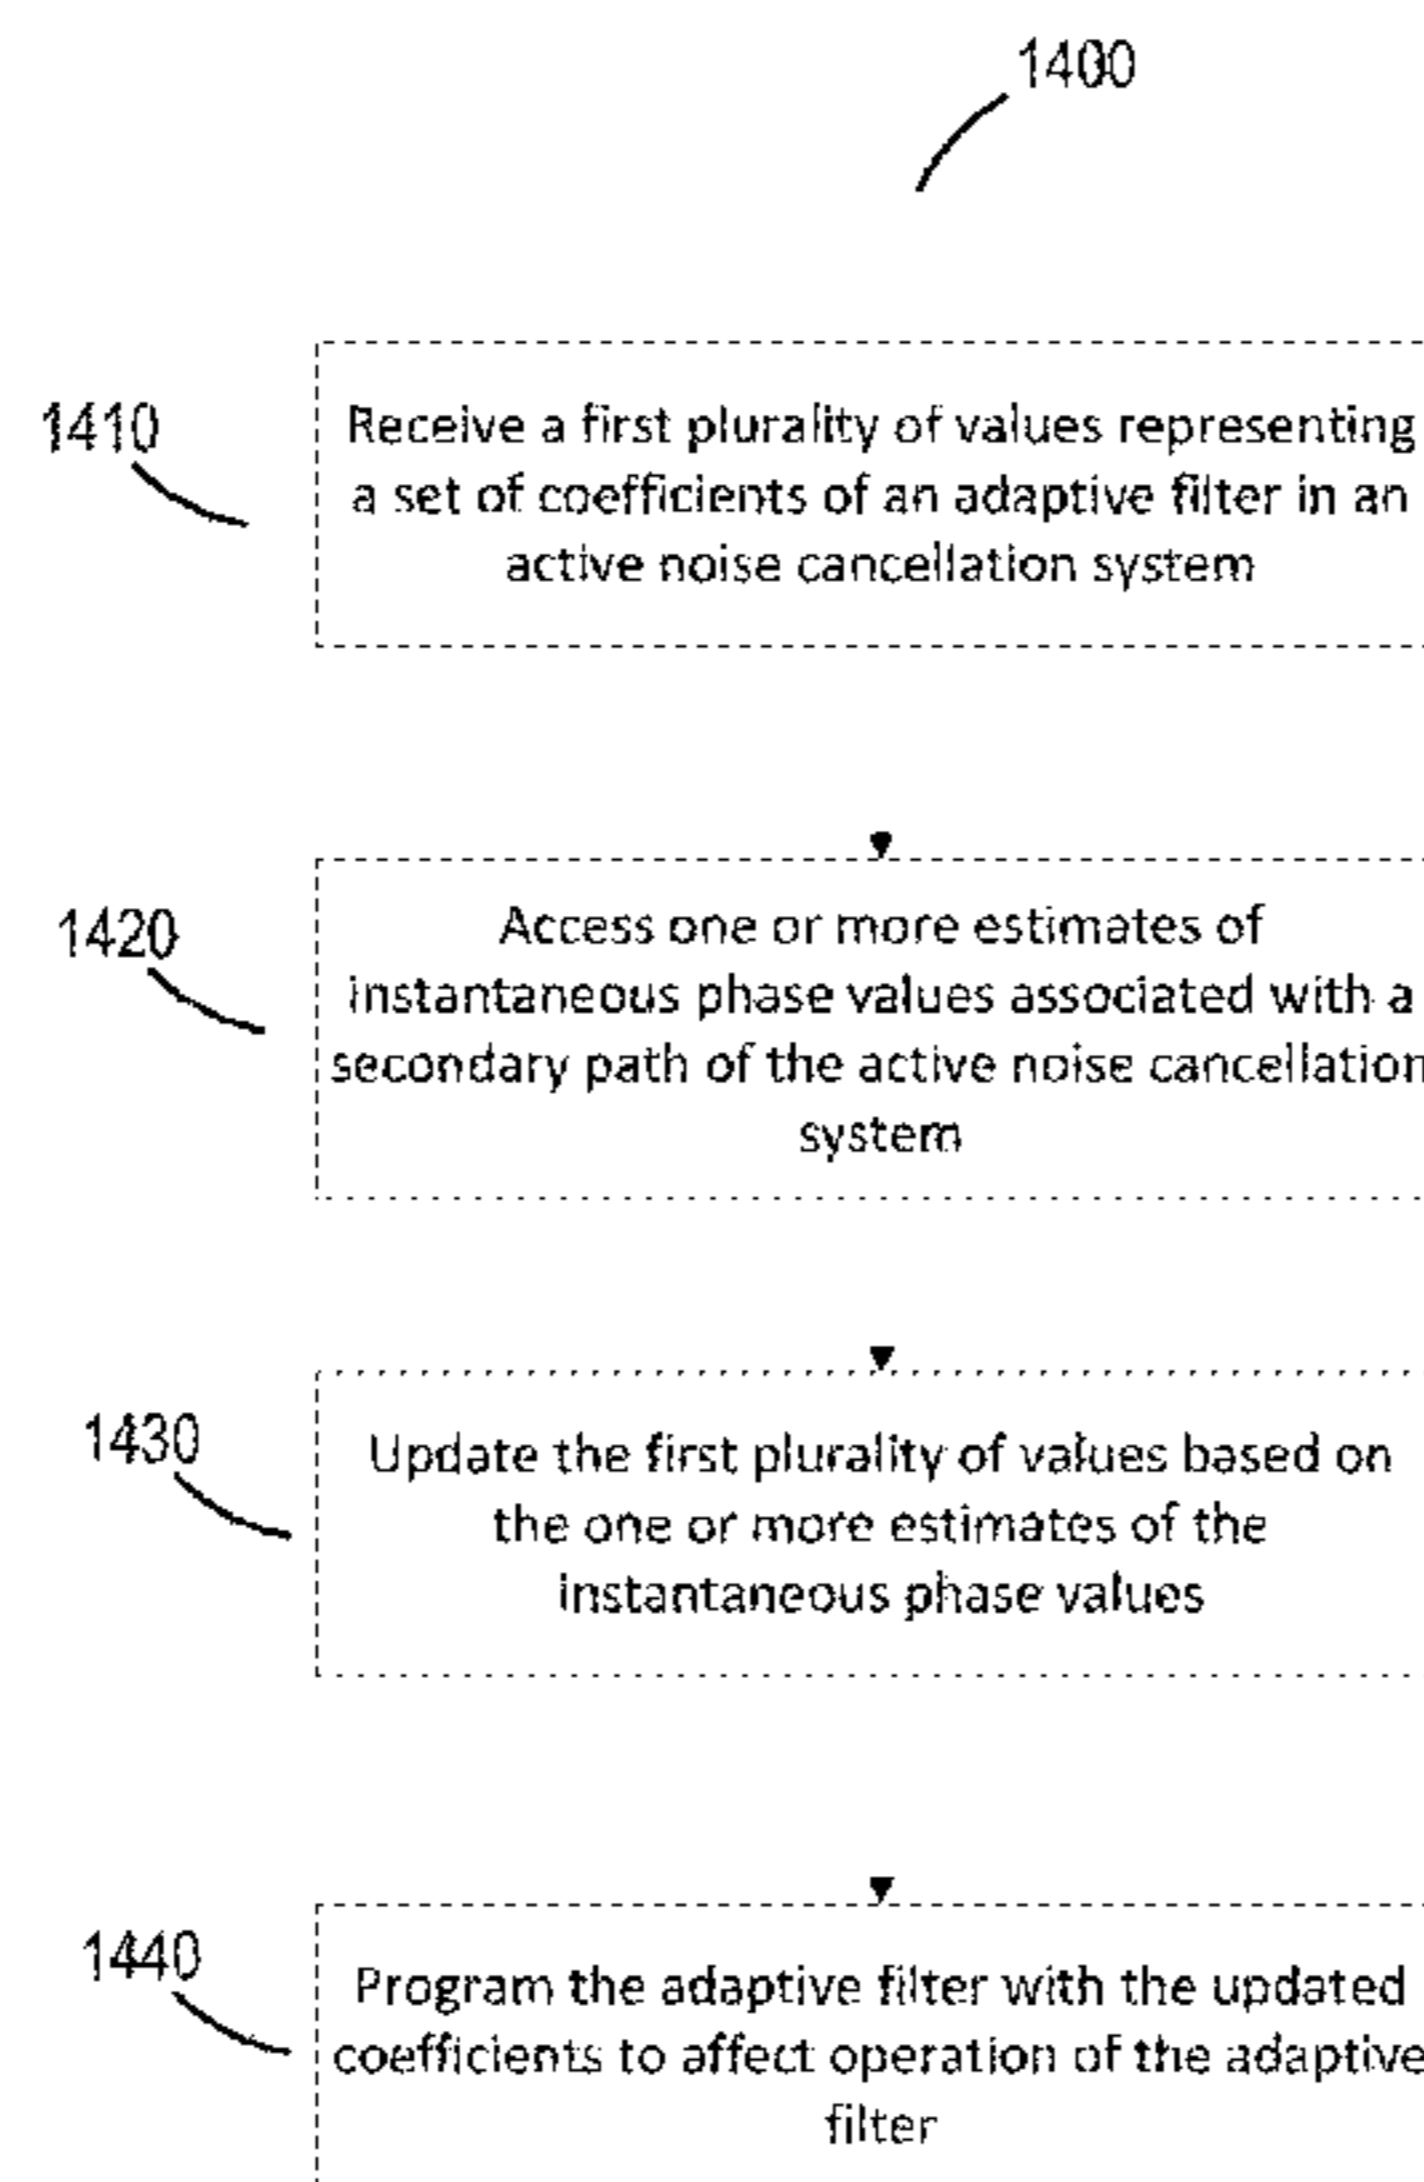 1400
1410
Receive a first plurality of values representing
a set of coefficients of an adaptive filter in an
active noise cancellation system
1420
Access one or more estimates of
instantaneous phase values associated with a
secondary path of the active noise cancellation
system
1430
Update the first plurality of values based on
the one or more estimates of the
instantaneous phase values
1440
Program the adaptive filter with the updated
coefficients to affect operation of the adaptive
filter